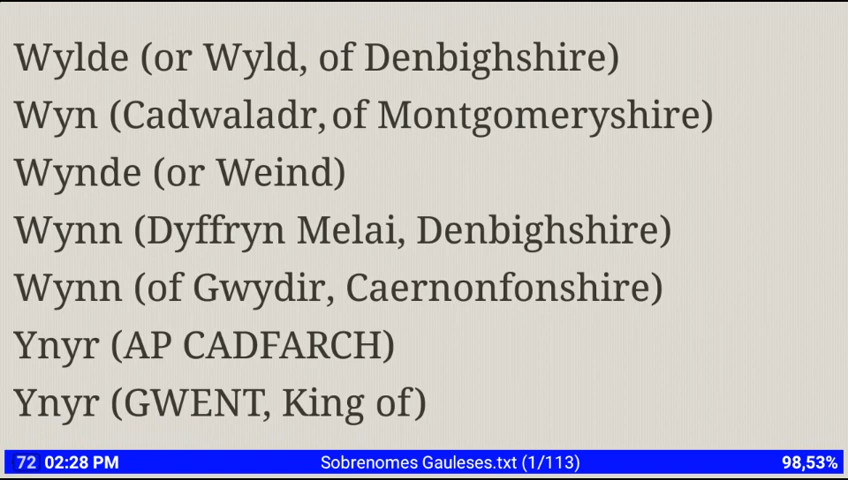 Wylde (or Wyld, of Denbighshire)
Wyn (Cadwaladr, of Montgomeryshire)
Wynde (or Weind)
Wynn (Dyffryn Melai, Denbighshire)
Wynn (of Gwydir, Caernonfonshire)
Ynyr (AP CADFARCH)
Ynyr (GWENT, King of)
72 02:28 PM Sobrenomes Gauleses.txt (1/113) 98,53%